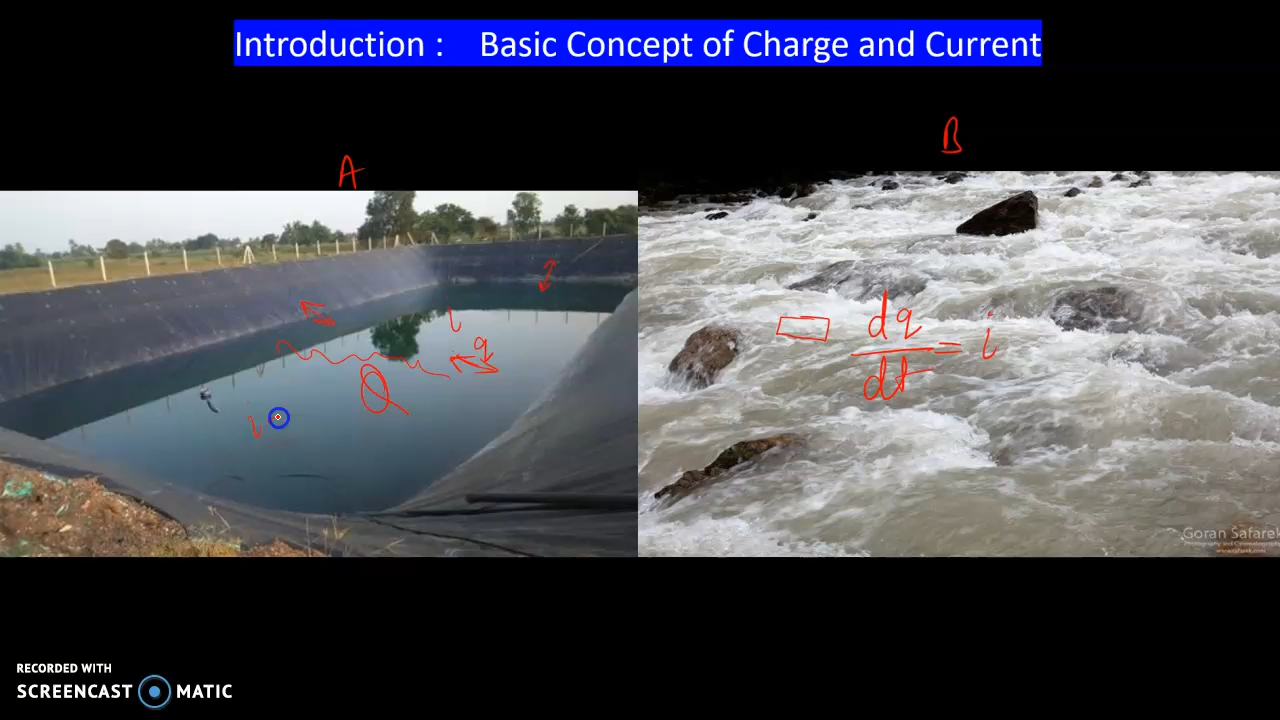 Introduction : Basic Concept of Charge and Current
A
B
q
Q
dq
dt
= i
Goran Safarek
RECORDED WITH
SCREENCAST MATIC